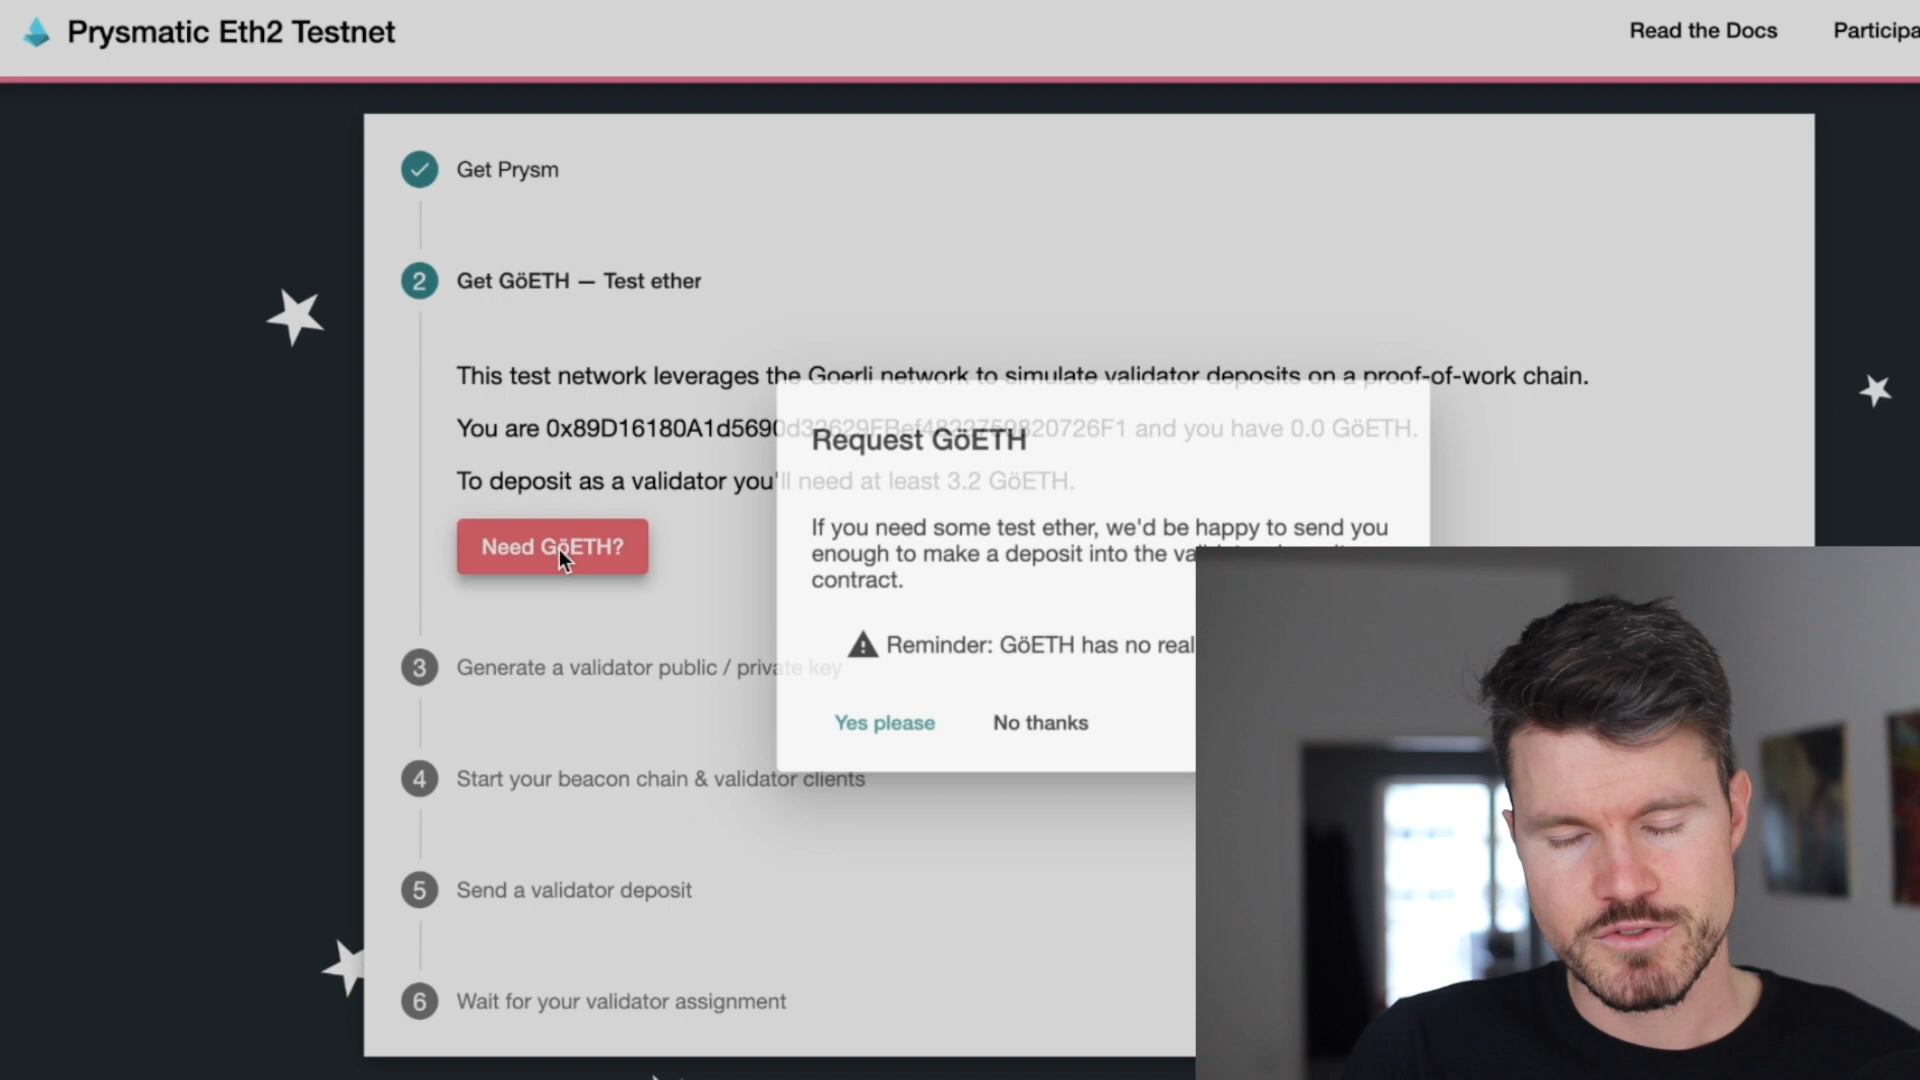 Prysmatic Eth2 Testnet
Read the Docs
Get Prysm
2
Get GöETH — Test ether
This test network leverages the Goerli network to simulate validator deposits on a proof-of-work chain.
You are 0x89D16180A1d5690 and you have 0.0 GöETH.
To deposit as a validator you'll need at least 3.2 GöETH.
Need GöETH?
Request GöETH
If you need some test ether, we'd be happy to send you
enough to make a deposit into the
contract.
Reminder: GöETH has no real
Yes please
No thanks
3
Generate a validator public / private key
4
Start your beacon chain & validator clients
5
Send a validator deposit
6
Wait for your validator assignment